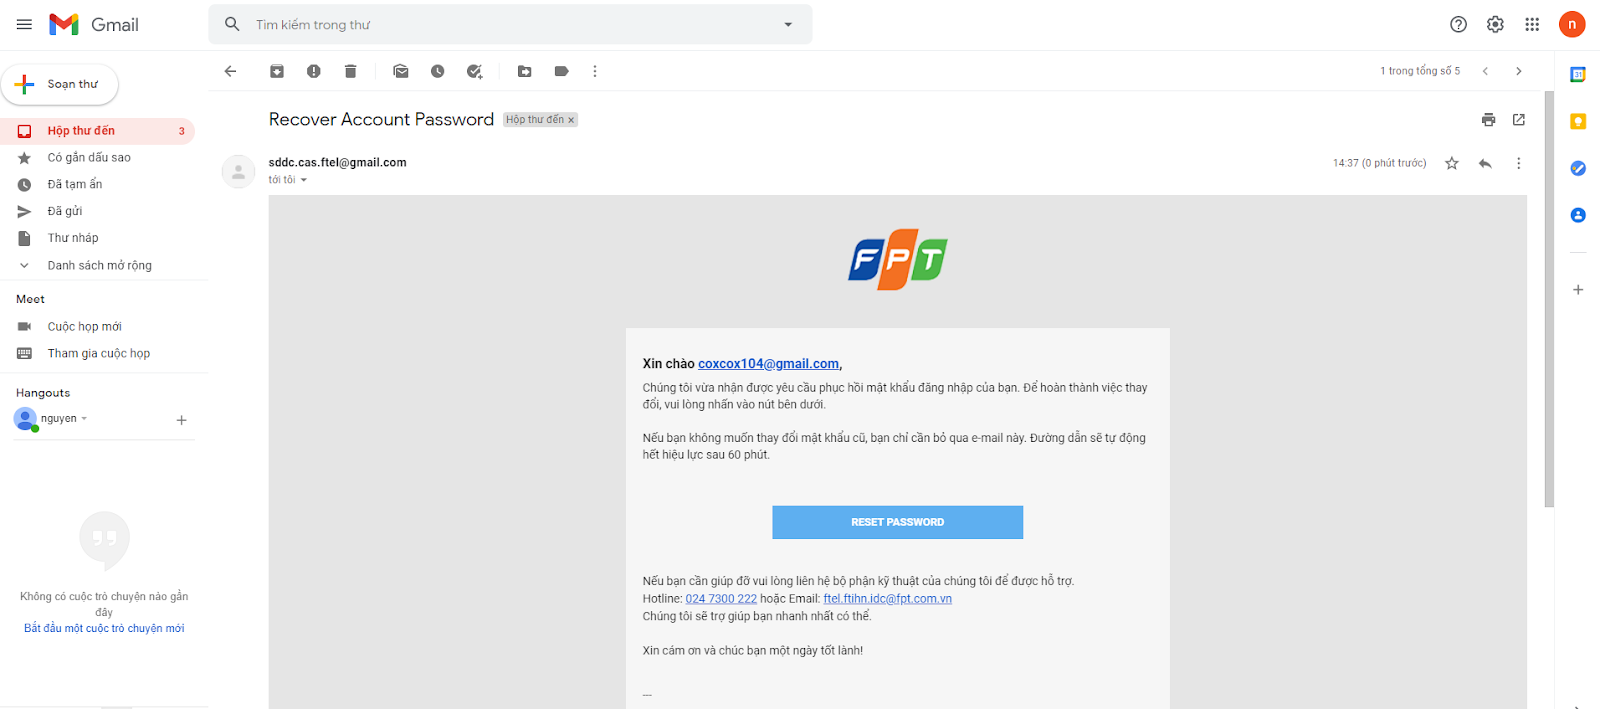 Gmail
Tìm kiếm trong thư
n
Soạn thư
1 trong tổng số 5
31
Hộp thư đến 3
Có gắn dấu sao
Đã tạm ẩn
Đã gửi
Thư nháp
Danh sách mở rộng
Meet
Cuộc họp mới
Tham gia cuộc họp
Hangouts
nguyen
Không có cuộc trò chuyện nào gần
đây
Bắt đầu một cuộc trò chuyện mới
Recover Account Password Hộp thư đến x
sddc.cas.ftel@gmail.com 14:37 (0 phút trước)
tới tôi
FPT
Xin chào coxcox104@gmail.com,
Chúng tôi vừa nhận được yêu cầu phục hồi mật khẩu đăng nhập của bạn. Để hoàn thành việc thay
đổi, vui lòng nhấn vào nút bên dưới.
Nếu bạn không muốn thay đổi mật khẩu cũ, bạn chỉ cần bỏ qua e-mail này. Đường dẫn sẽ tự động
hết hiệu lực sau 60 phút.
RESET PASSWORD
Nếu bạn cần giúp đỡ vui lòng liên hệ bộ phận kỹ thuật của chúng tôi để được hỗ trợ.
Hotline: 024 7300 222 hoặc Email: ftel.ftihn.idc@fpt.com.vn
Chúng tôi sẽ trợ giúp bạn nhanh nhất có thể.
Xin cám ơn và chúc bạn một ngày tốt lành!
---